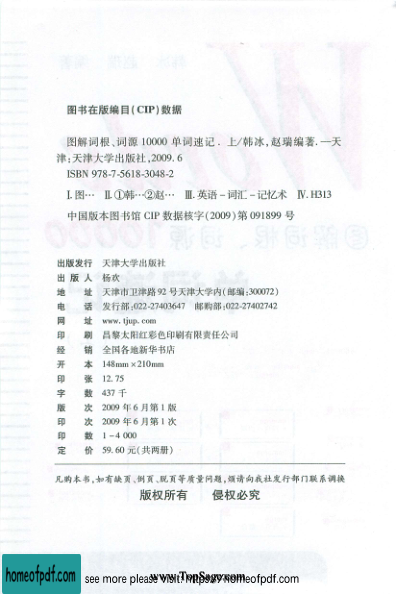 图书在版编目(CIP)数据
图解词根、词源 10000 单词速记. 上/韩冰,赵瑞编著.—天
津:天津大学出版社,2009.6
ISBN 978-7-5618-3048-2
Ⅰ.图… Ⅱ.①韩…②赵… Ⅲ.英语-词汇-记忆术 Ⅳ.H313
中国版本图书馆 CIP 数据核字(2009)第 091899 号
出版发行 天津大学出版社
出版人 杨欢
地址 天津市卫津路 92 号天津大学内(邮编:300072)
电话 发行部:022-27403647 邮购部:022-27402742
网址 www.tjup.com
印刷 昌黎太阳红彩色印刷有限责任公司
经销 全国各地新华书店
开本 148mm×210mm
印张 12.75
字数 437千
版次 2009 年 6 月第 1 版
印次 2009 年 6 月第 1 次
印数 1-4 000
定价 59.60 元(共两册)
凡购本书,如有缺页、倒页、脱页等质量问题,烦请向我社发行部门联系调换
版权所有 侵权必究
homeofpdf.com
see more please visit: https://homeofpdf.com
www.TopSage.com